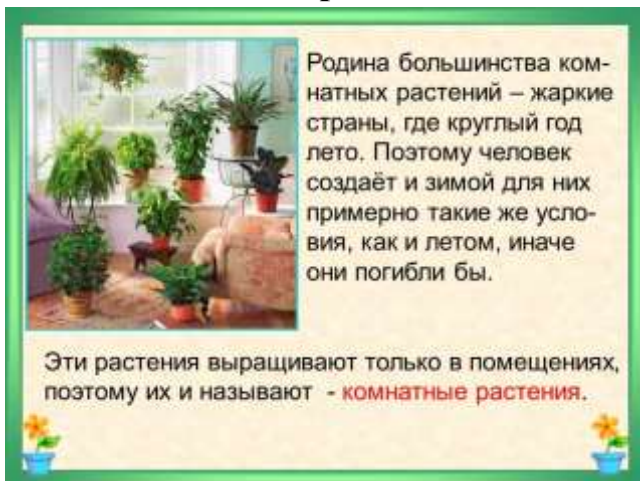 Родина большинства ком-
натных растений – жаркие
страны, где круглый год
лето. Поэтому человек
создаёт и зимой для них
примерно такие же усло-
вия, как и летом, иначе
они погибли бы.
Эти растения выращивают только в помещениях,
поэтому их и называют - комнатные растения.